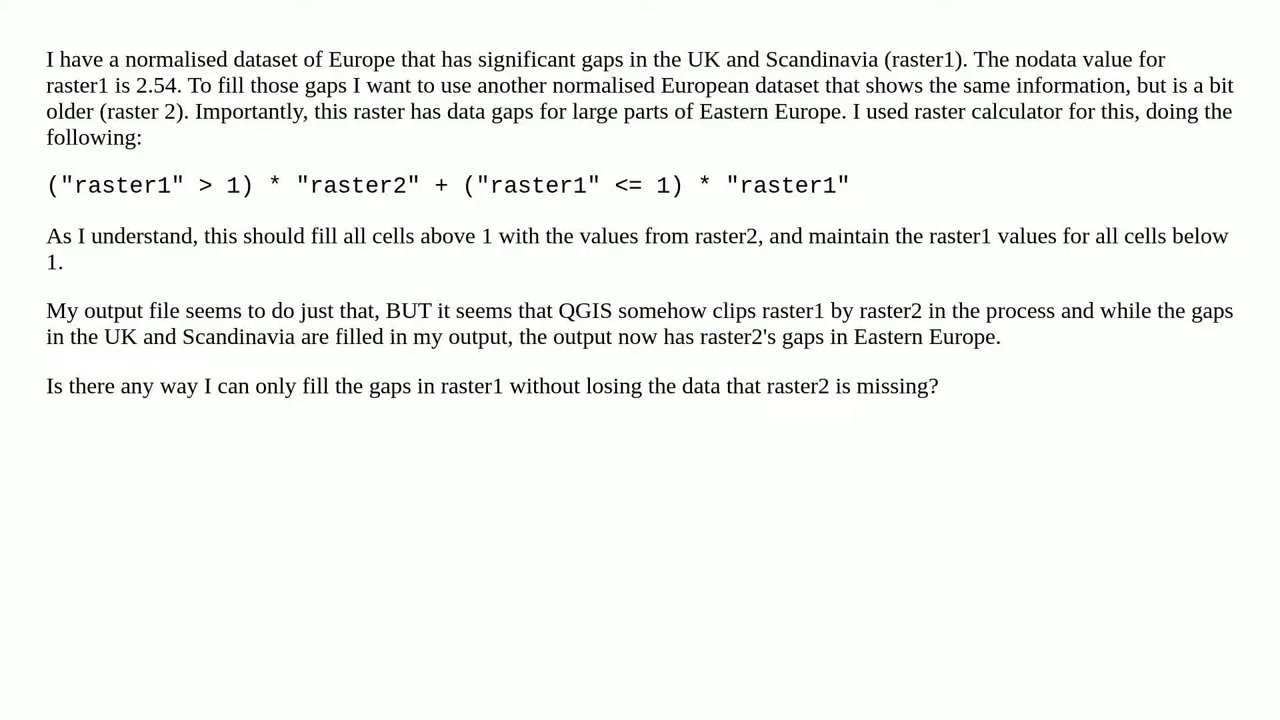 I have a normalised dataset of Europe that has significant gaps in the UK and Scandinavia (raster1). The nodata value for
raster1 is 2.54. To fill those gaps I want to use another normalised European dataset that shows the same information, but is a bit
older (raster 2). Importantly, this raster has data gaps for large parts of Eastern Europe. I used raster calculator for this, doing the
following:
("raster1" > 1) * "raster2" + ("raster1" <= 1) * "raster1"
As I understand, this should fill all cells above 1 with the values from raster2, and maintain the raster1 values for all cells below
1.
My output file seems to do just that, BUT it seems that QGIS somehow clips raster1 by raster2 in the process and while the gaps
in the UK and Scandinavia are filled in my output, the output now has raster2's gaps in Eastern Europe.
Is there any way I can only fill the gaps in raster1 without losing the data that raster2 is missing?